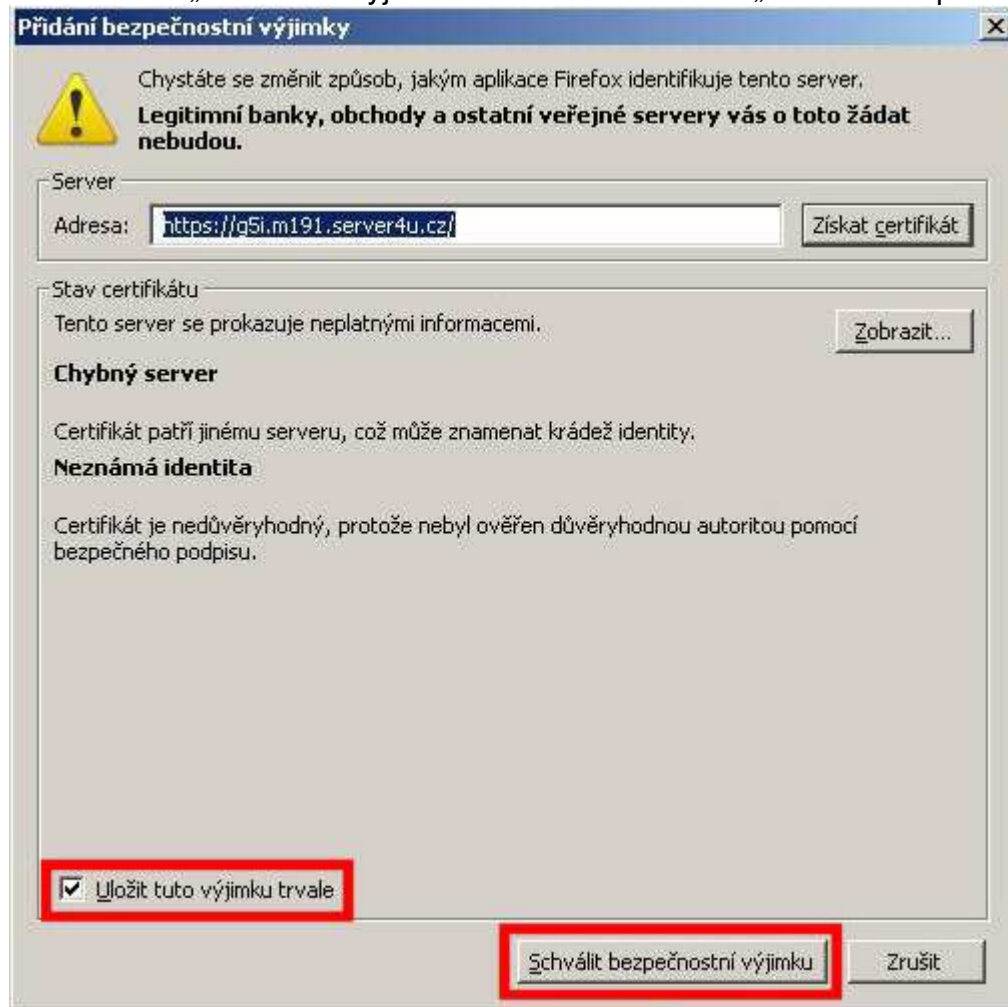 Přidání bezpečnostní výjimky
Chystáte se změnit způsob, jakým aplikace Firefox identifikuje tento server.
Legitimní banky, obchody a ostatní veřejné servery vás o toto žádat
nebudou.
Server
Adresa: https://g5i.m191.server4u.cz/ Získat certifikát
Stav certifikátu
Tento server se prokazuje neplatnými informacemi. Zobrazit...
Chybný server
Certifikát patří jinému serveru, což může znamenat krádež identity.
Neznámá identita
Certifikát je nedůvěryhodný, protože nebyl ověřen důvěryhodnou autoritou pomocí
bezpečného podpisu.
Uložit tuto výjimku trvale
Schválit bezpečnostní výjimku Zrušit